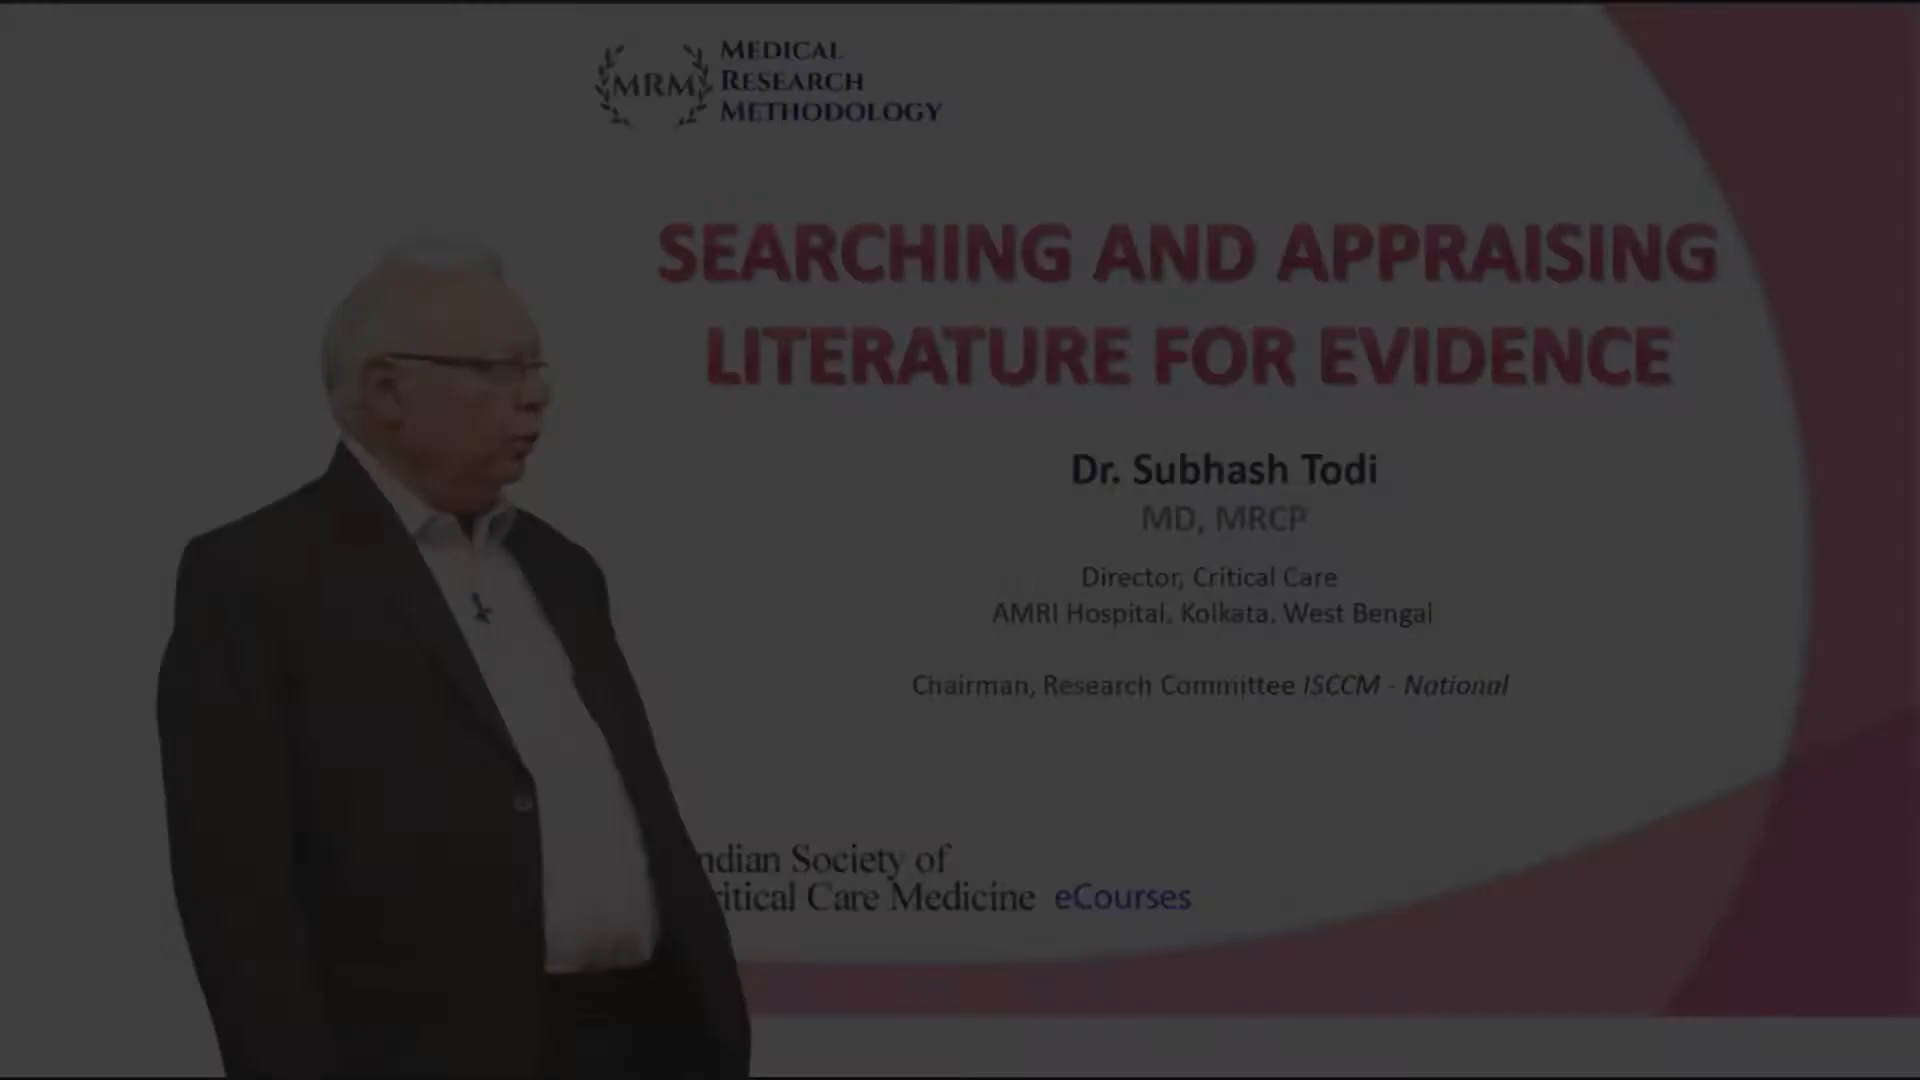 MRM
MEDICAL
RESEARCH
METHODOLOGY
SEARCHING AND APPRAISING
LITERATURE FOR EVIDENCE
Dr. Subhash Todi
MD, MRCP
Director, Critical Care
AMRI Hospital, Kolkata, West Bengal
Chairman, Research Committee ISCCM - National
ndian Society of
ritical Care Medicine eCourses